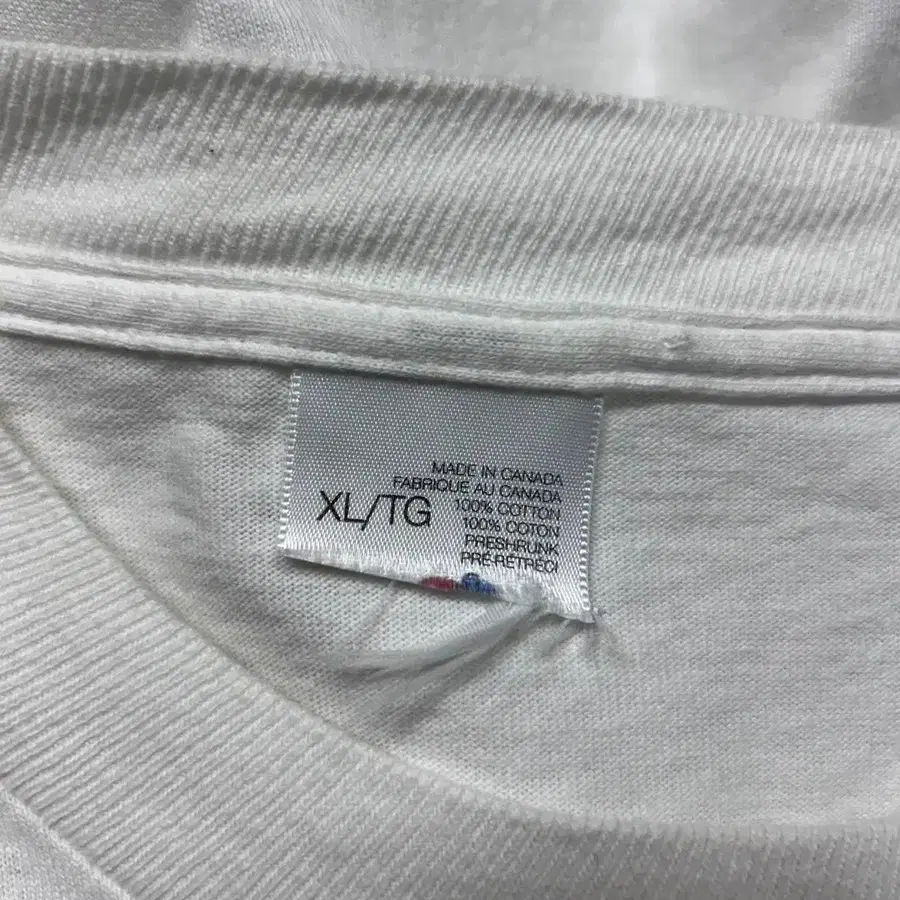 MADE IN CANADA
FABRIQUE AU CANADA
XL/TG
100% COTTON
100% COTON
PRESHRUNK
PRÉ-RÉTRÉCI